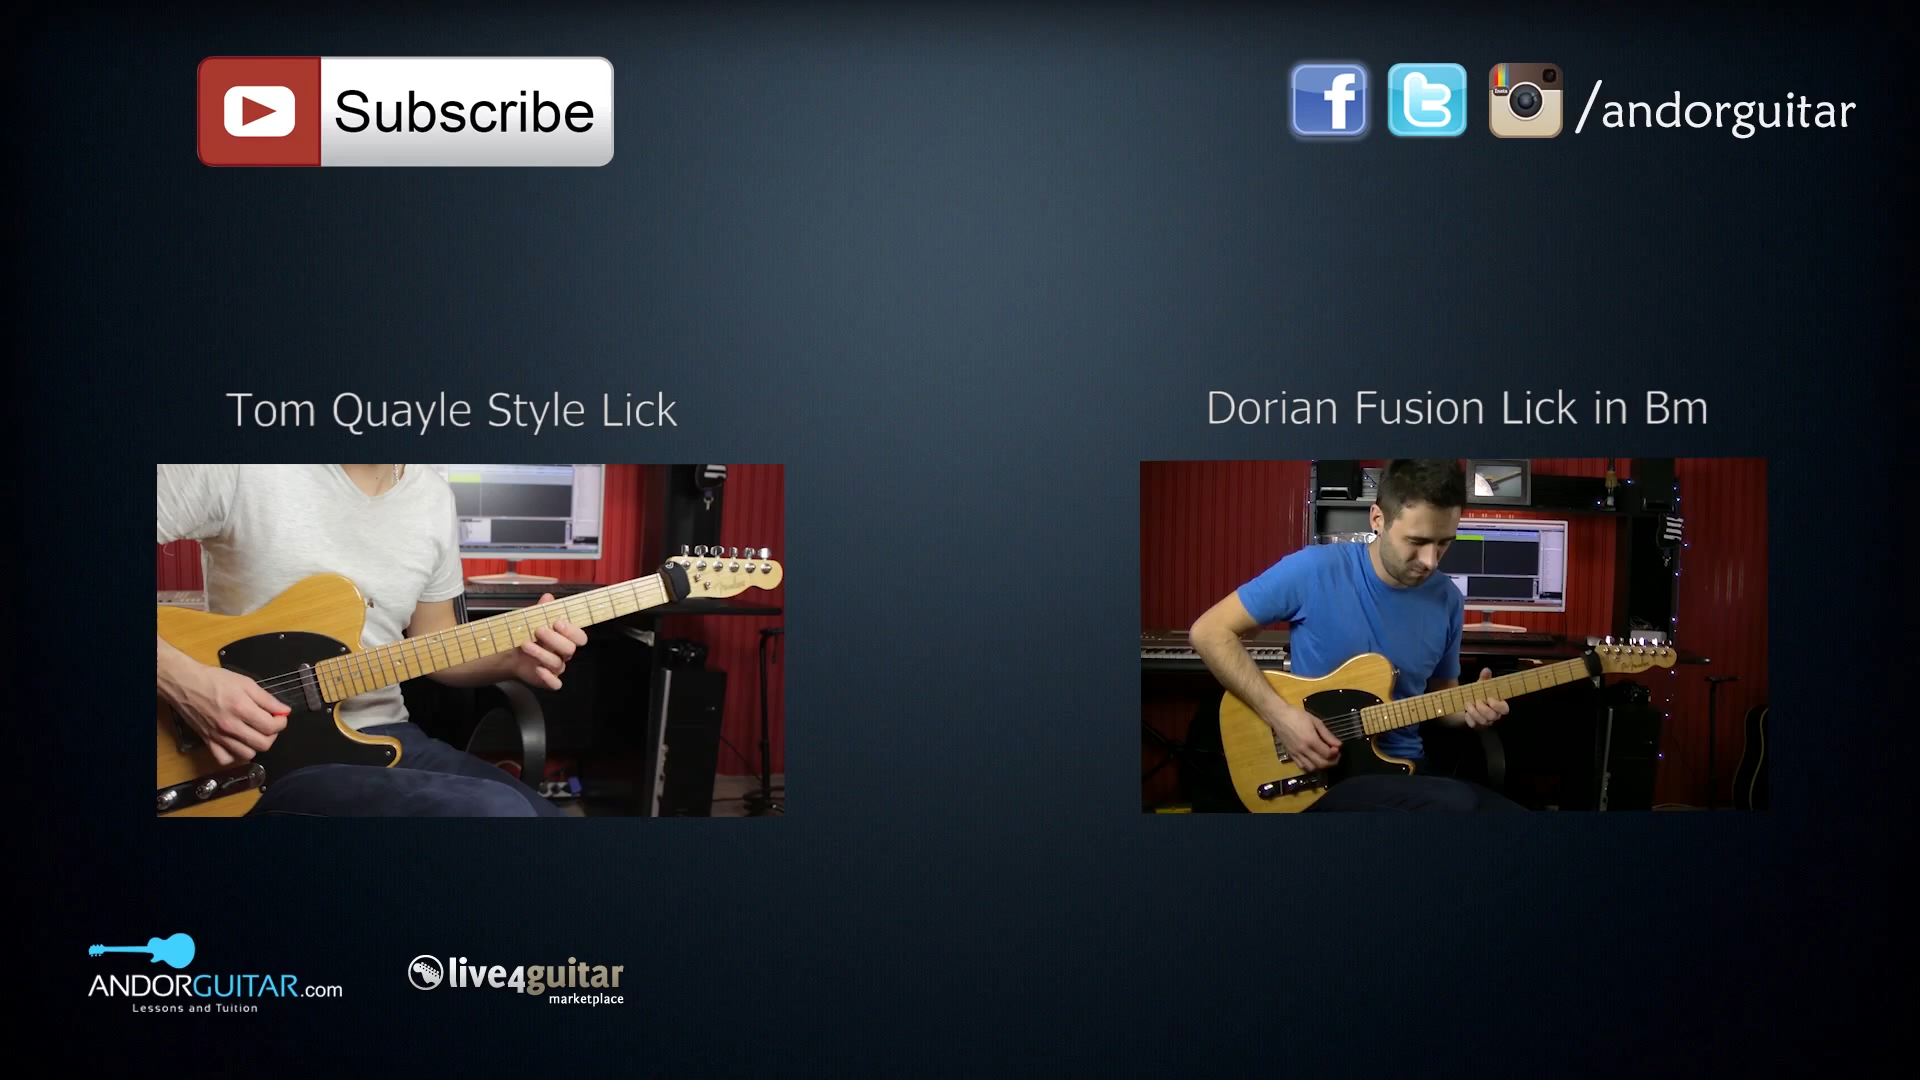 Subscribe
/andorguitar
Tom Quayle Style Lick
Dorian Fusion Lick in Bm
ANDORGUITAR.com
Lessons and Tuition
live4guitar
marketplace